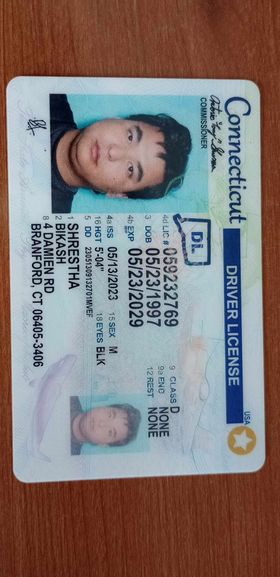 Connecticut
DRIVER LICENSE
USA
COMMISSIONER
DL
4d LIC # 059232769
9 CLASS D
3 DOB 05/23/1997
9a END NONE
4b EXP 05/23/2029
12 REST NONE
4a ISS 05/13/2023
15 SEX M
16 HGT 5'-04"
18 EYES BLK
5 DD 23051309132701MVEF
1 SHRESTHA
2 BIKASH
8 4 DAMIEN RD
BRANFORD, CT 06405-3406